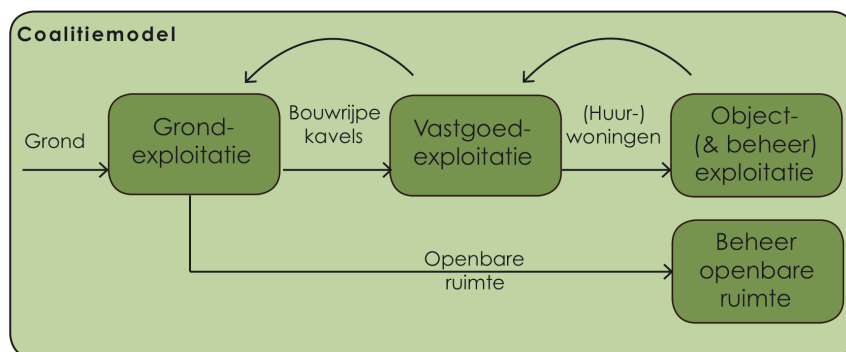 Coalitiemodel
Grond
Grond-
exploitatie
Bouwrijpe
kavels
Vastgoed-
exploitatie
(Huur-)
woningen
Object-
(& beheer)
exploitatie
Openbare
ruimte
Beheer
openbare
ruimte